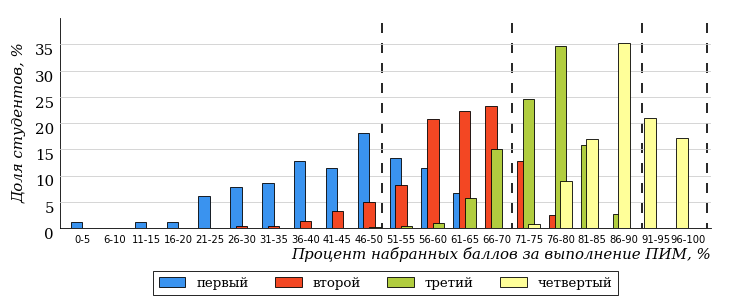 Доля студентов, %
35
30
25
20
15
10
5
0
0-5 6-10 11-15 16-20 21-25 26-30 31-35 36-40 41-45 46-50 51-55 56-60 61-65 66-70 71-75 76-80 81-85 86-90 91-95 96-100
Процент набранных баллов за выполнение ПИМ, %
первый второй третий четвертый